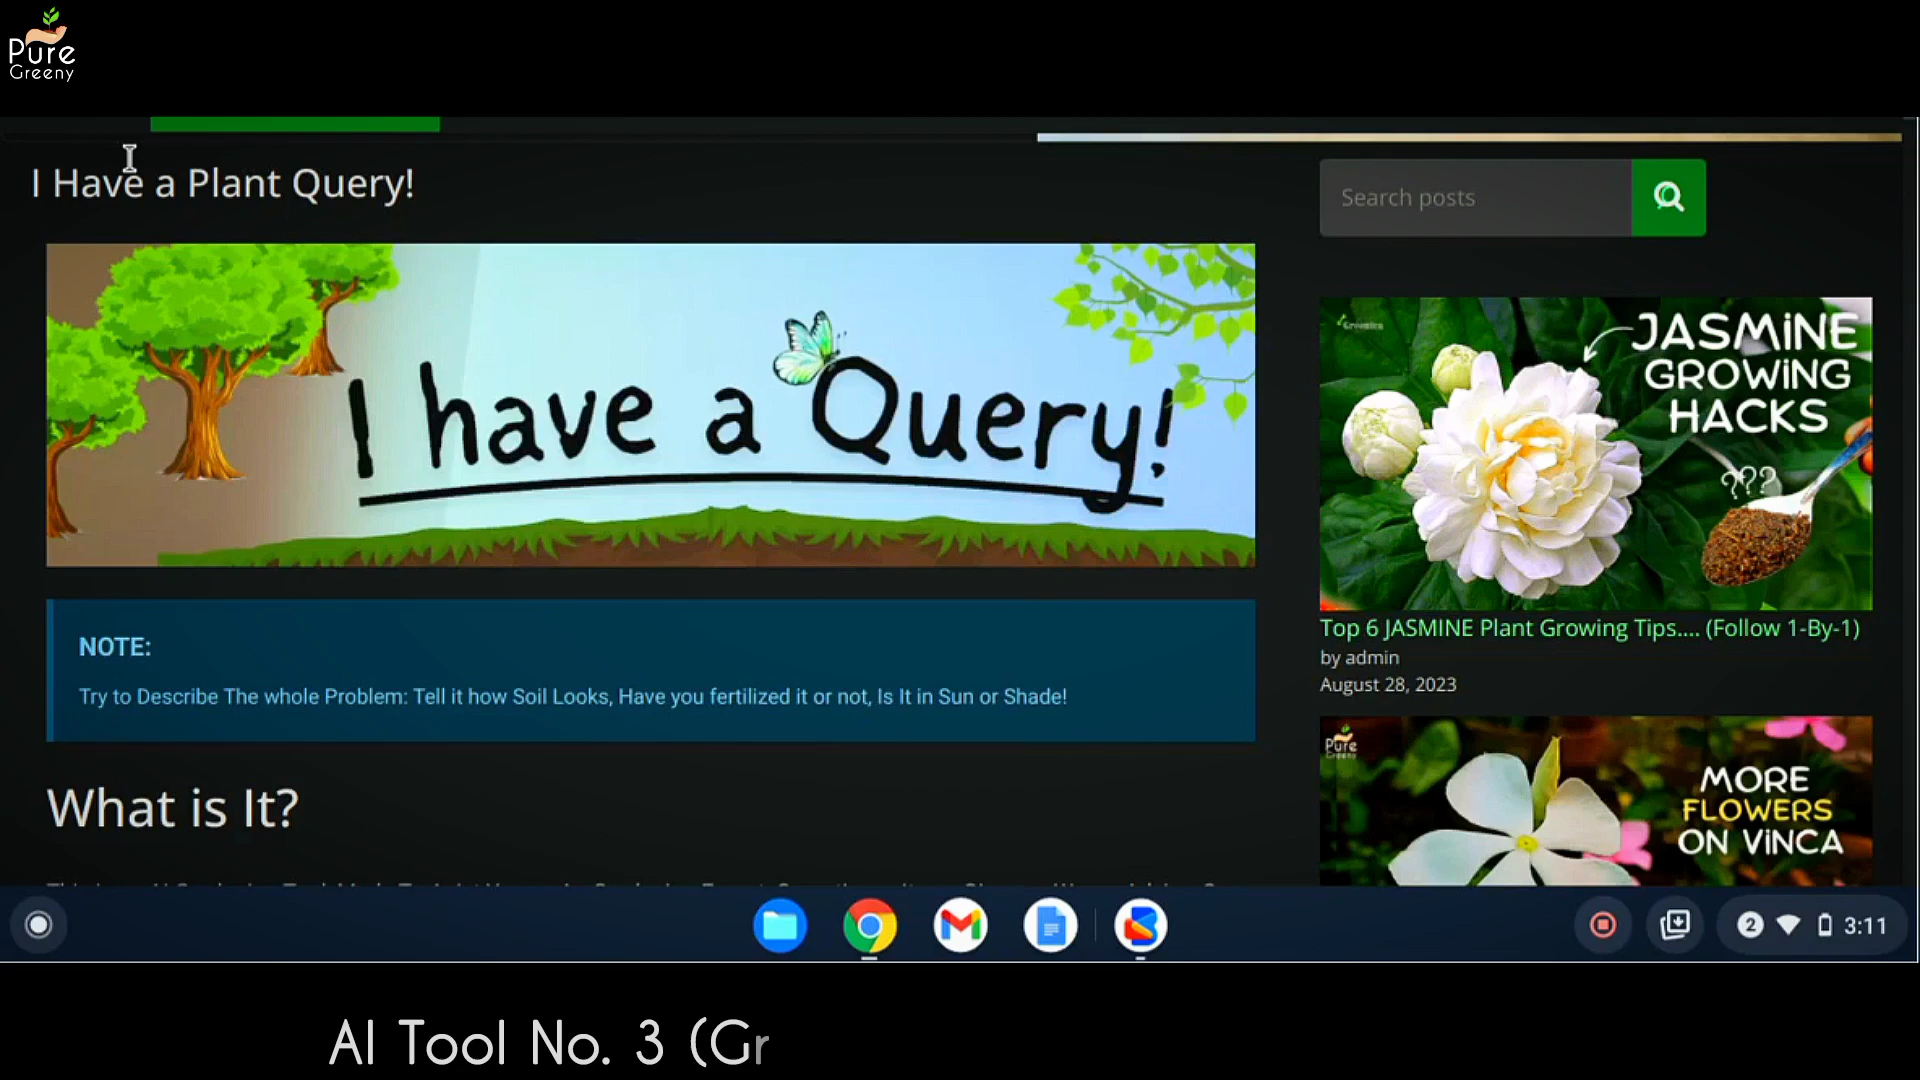 Pure
Greeny
I Have a Plant Query!
I have a Query!
NOTE:
Try to Describe The whole Problem: Tell it how Soil Looks, Have you fertilized it or not, Is It in Sun or Shade!
What is It?
Search posts
Growtics
JASMiNE
GROWiNG
HACKS
???
Top 6 JASMINE Plant Growing Tips.... (Follow 1-By-1)
by admin
August 28, 2023
Pure
Greeny
MORE
FLOWERS
ON ViNCA
2
3:11
AI Tool No. 3 (Gr